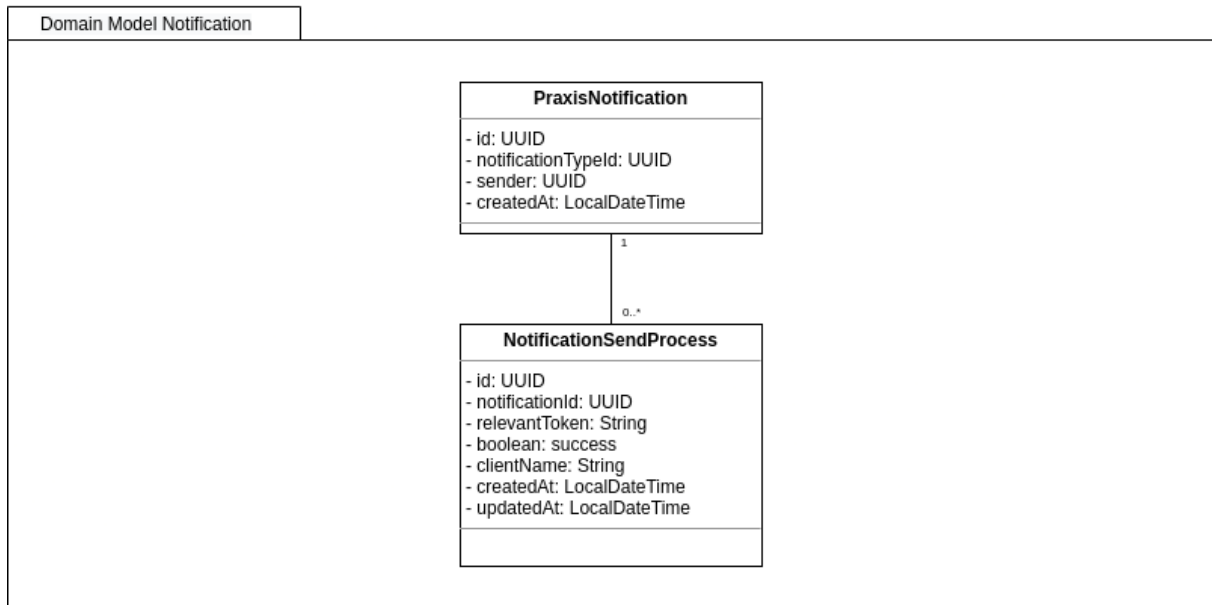 Domain Model Notification
PraxisNotification
- id: UUID
- notificationTypeId: UUID
- sender: UUID
- createdAt: LocalDateTime
1
0..*
NotificationSendProcess
- id: UUID
- notificationId: UUID
- relevantToken: String
- boolean: success
- clientName: String
- createdAt: LocalDateTime
- updatedAt: LocalDateTime